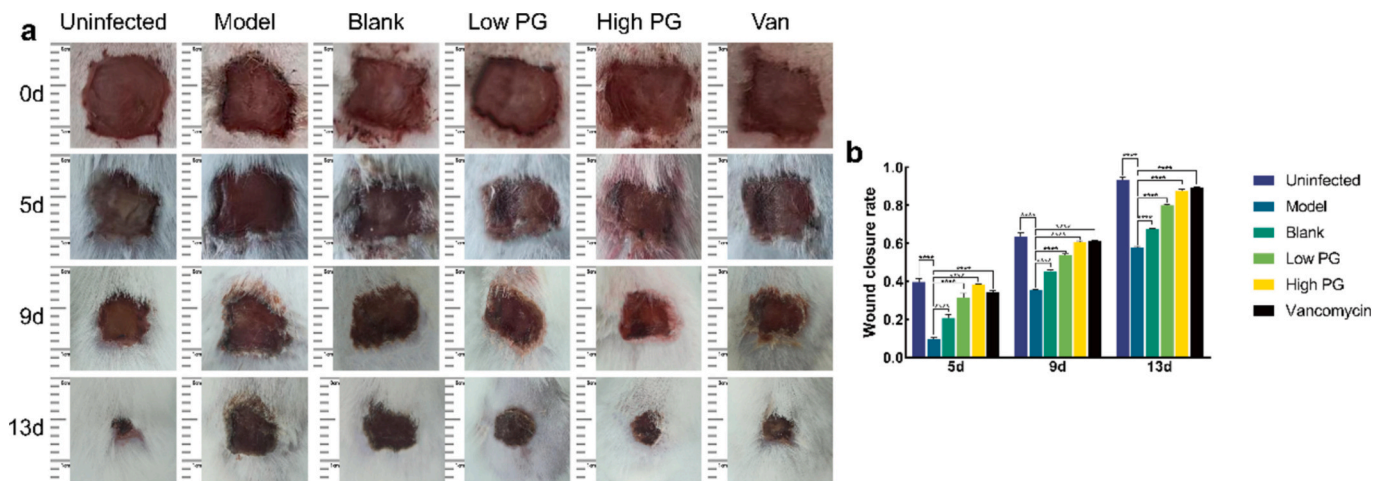 Uninfected Model Blank Low PG High PG Van
a
0d
5d
9d
13d
b
Wound closure rate
1.0
0.8
0.6
0.4
0.2
0.0
5d 9d 13d
****
Uninfected
Model
Blank
Low PG
High PG
Vancomycin